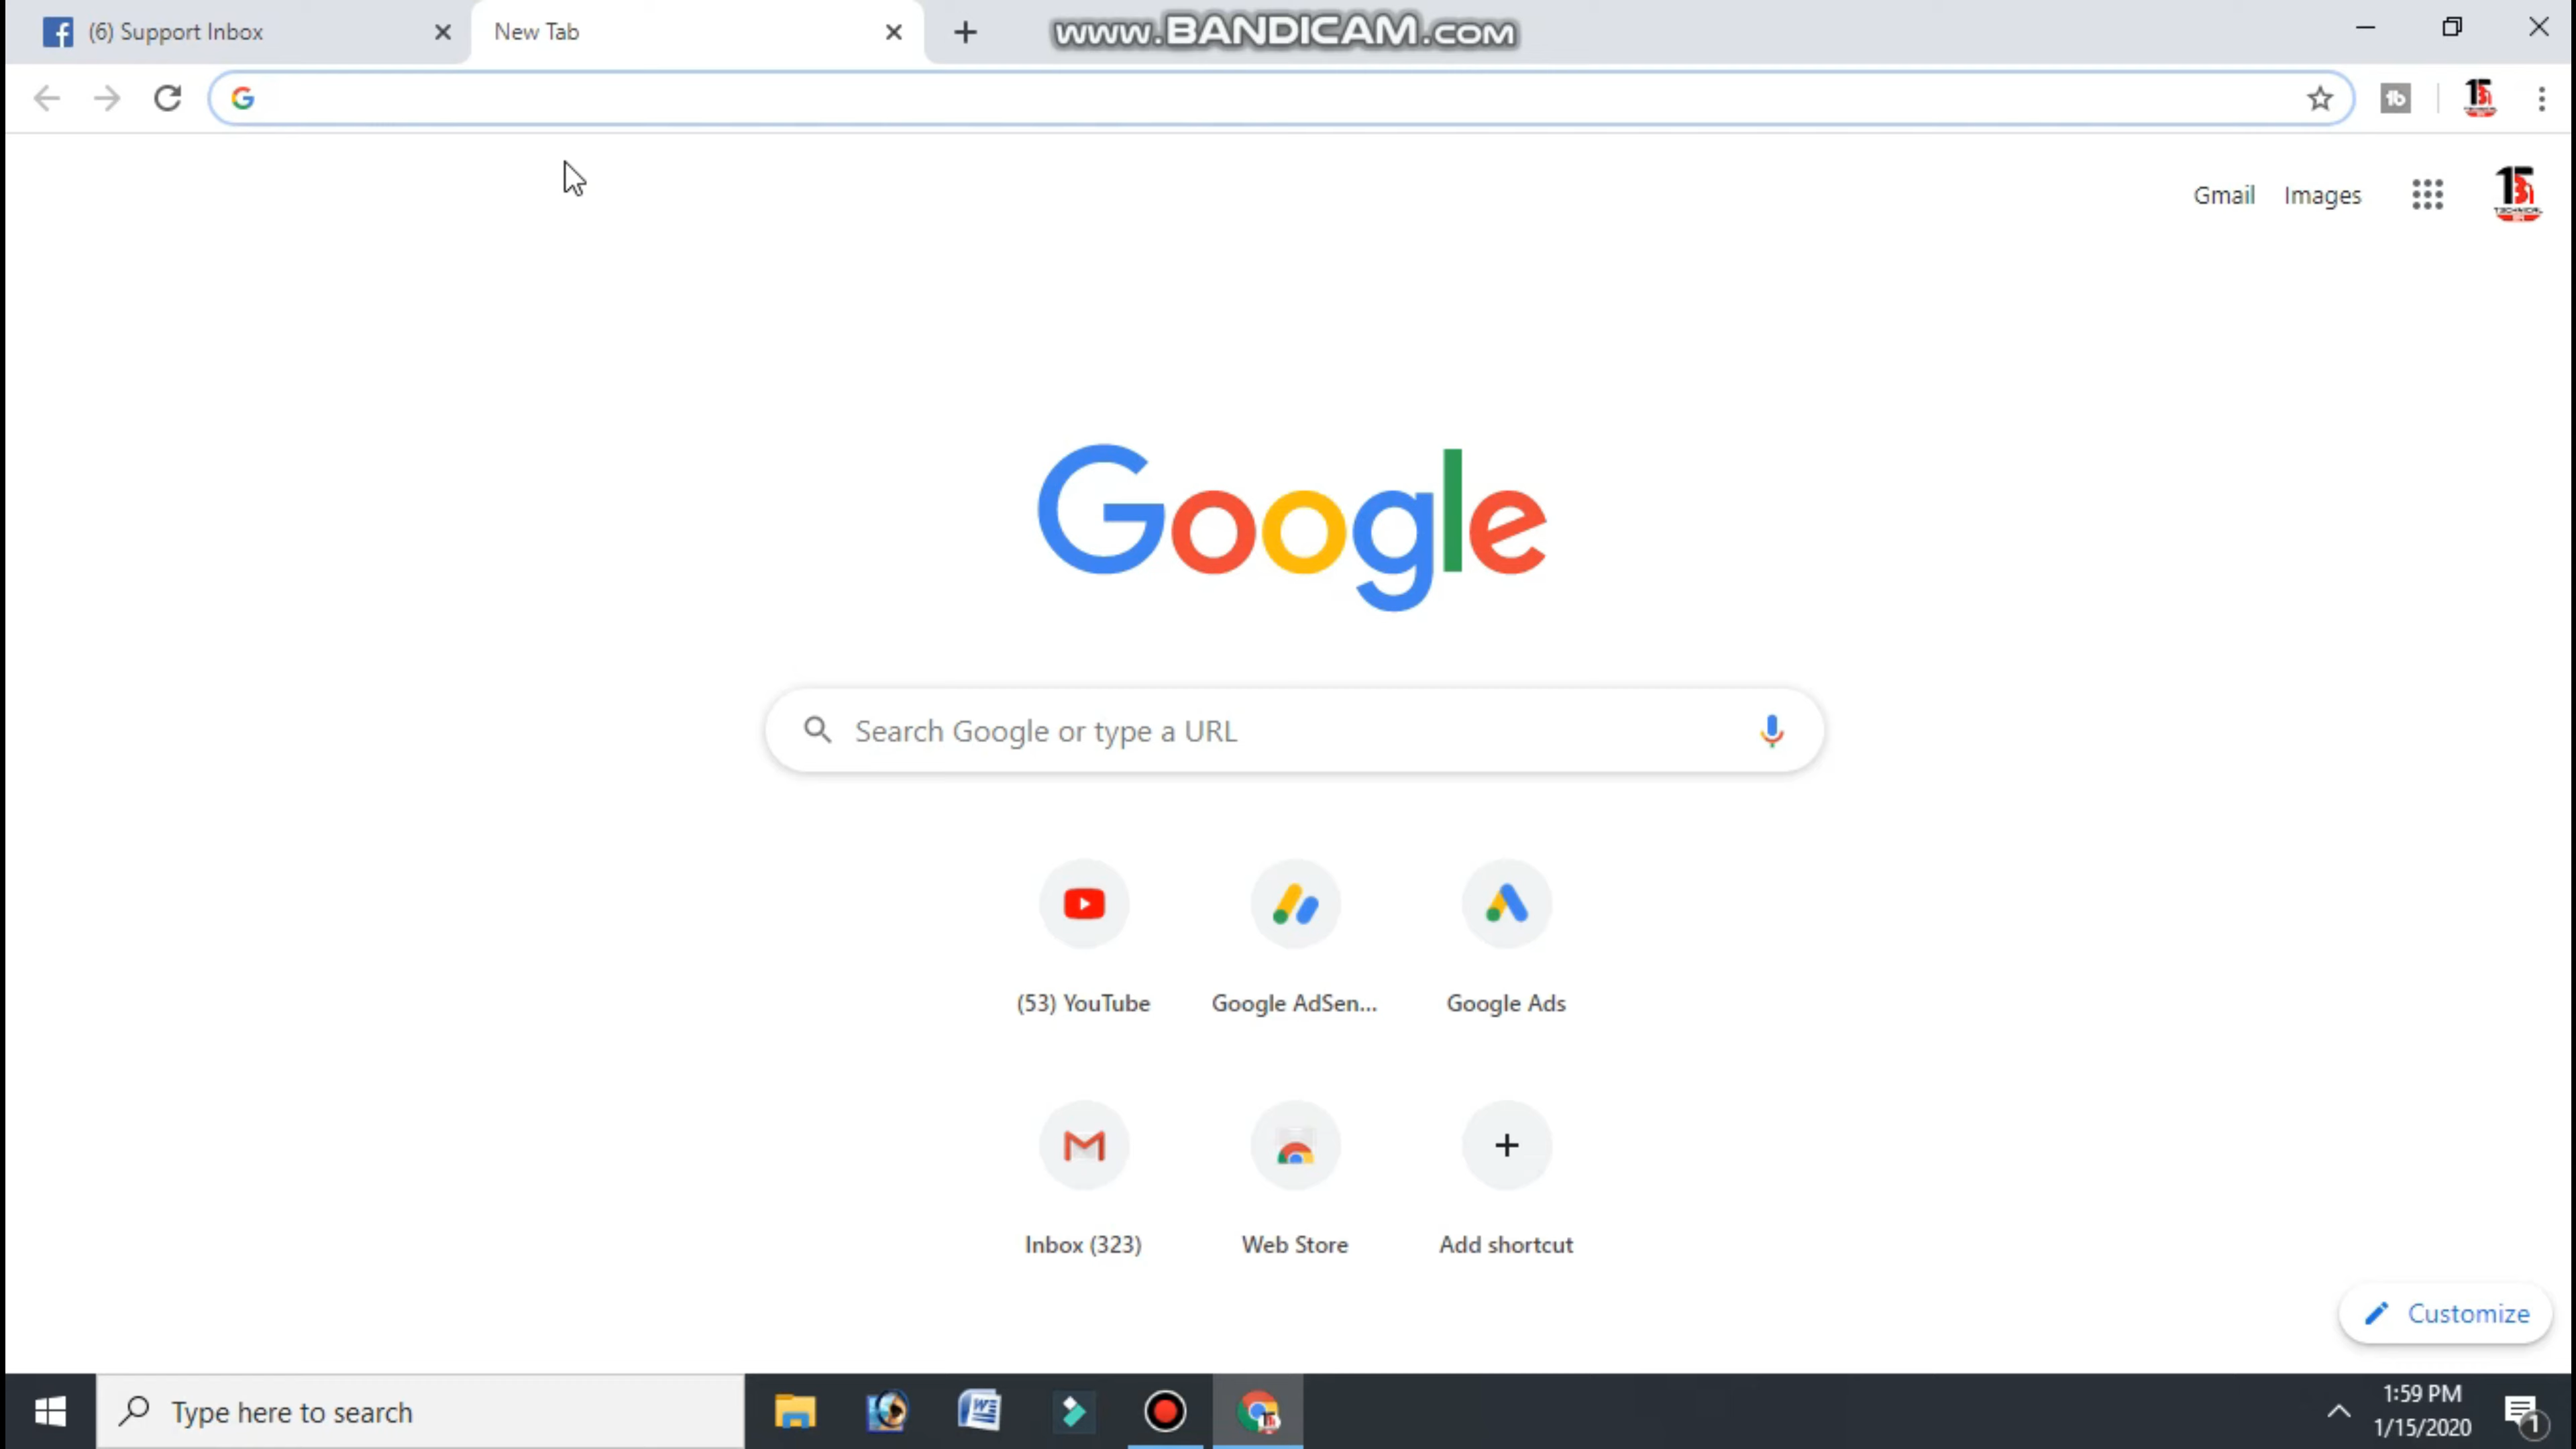 (6) Support Inbox
New Tab
www.BANDICAM.com
Gmail
Images
Google
Search Google or type a URL
(53) YouTube
Google AdSen...
Google Ads
Inbox (323)
Web Store
Add shortcut
Customize
Type here to search
1:59 PM
1/15/2020
1